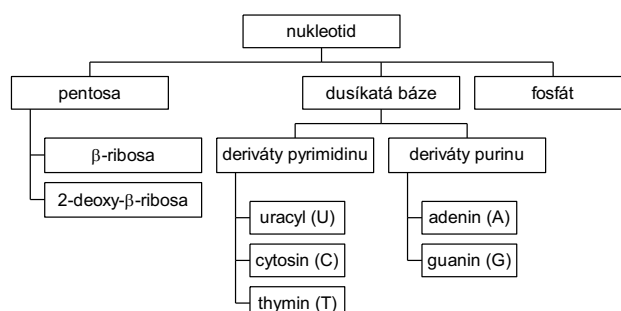 nukleotid
pentosa
dusíkatá báze
fosfát
β-ribosa
2-deoxy-β-ribosa
deriváty pyrimidinu
deriváty purinu
uracyl (U)
cytosin (C)
thymin (T)
adenin (A)
guanin (G)